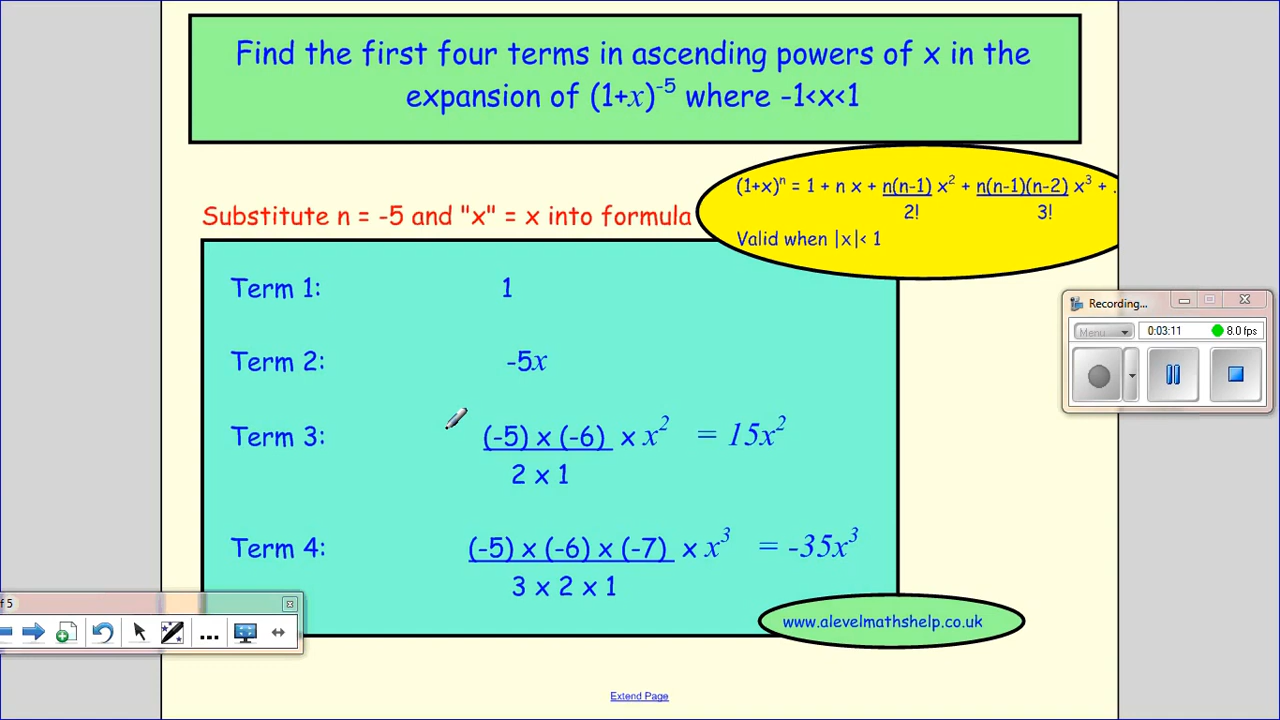 Find the first four terms in ascending powers of x in the
expansion of (1+x)⁻⁵ where -1<x<1
(1+x)ⁿ = 1 + n x + n(n-1) x² + n(n-1)(n-2) x³ + .
2! 3!
Valid when |x|< 1
Substitute n = -5 and "x" = x into formula
Term 1: 1
Term 2: -5x
Term 3: (-5) x (-6) x x² = 15x²
2 x 1
Term 4: (-5) x (-6) x (-7) x x³ = -35x³
3 x 2 x 1
www.alevelmathshelp.co.uk
Extend Page
Recording...
Menu 0:03:11 8.0 fps
of 5
...